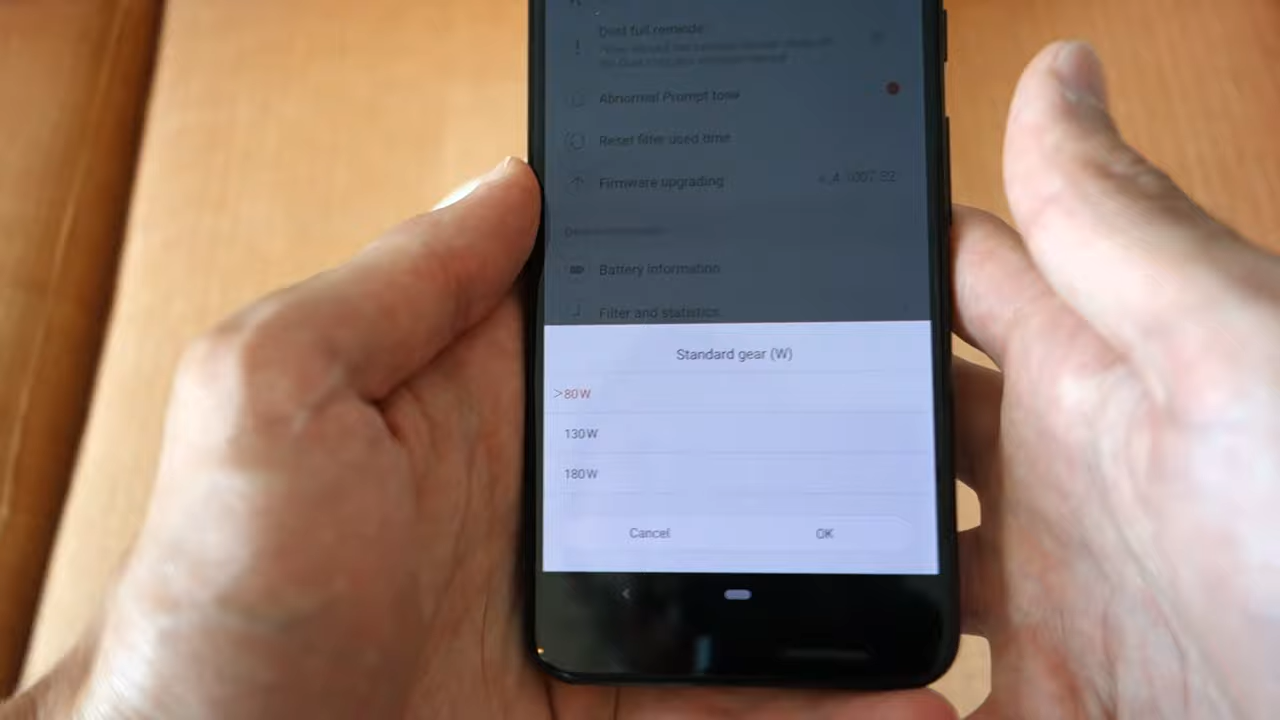 Dust full reminder
Abnormal Prompt tone
Reset filter used time
Firmware upgrading
Battery information
Filter and statistics
Standard gear (W)
>80W
130W
180W
Cancel
OK